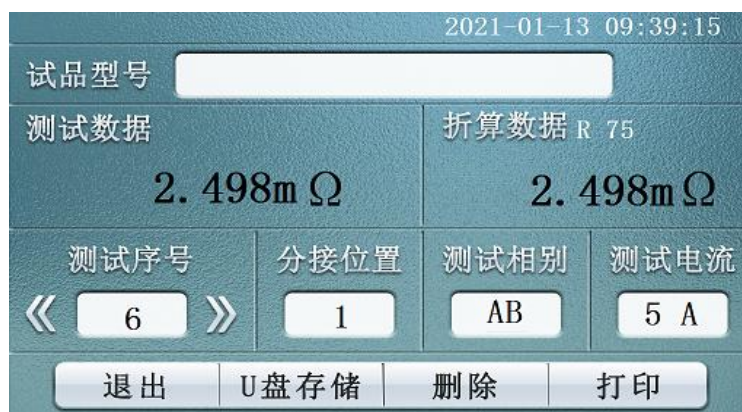 2021-01-13 09:39:15
试品型号
测试数据 折算数据 R 75
2.498mΩ 2.498mΩ
测试序号 分接位置 测试相别 测试电流
《 6 》 1 AB 5 A
退出 U盘存储 删除 打印